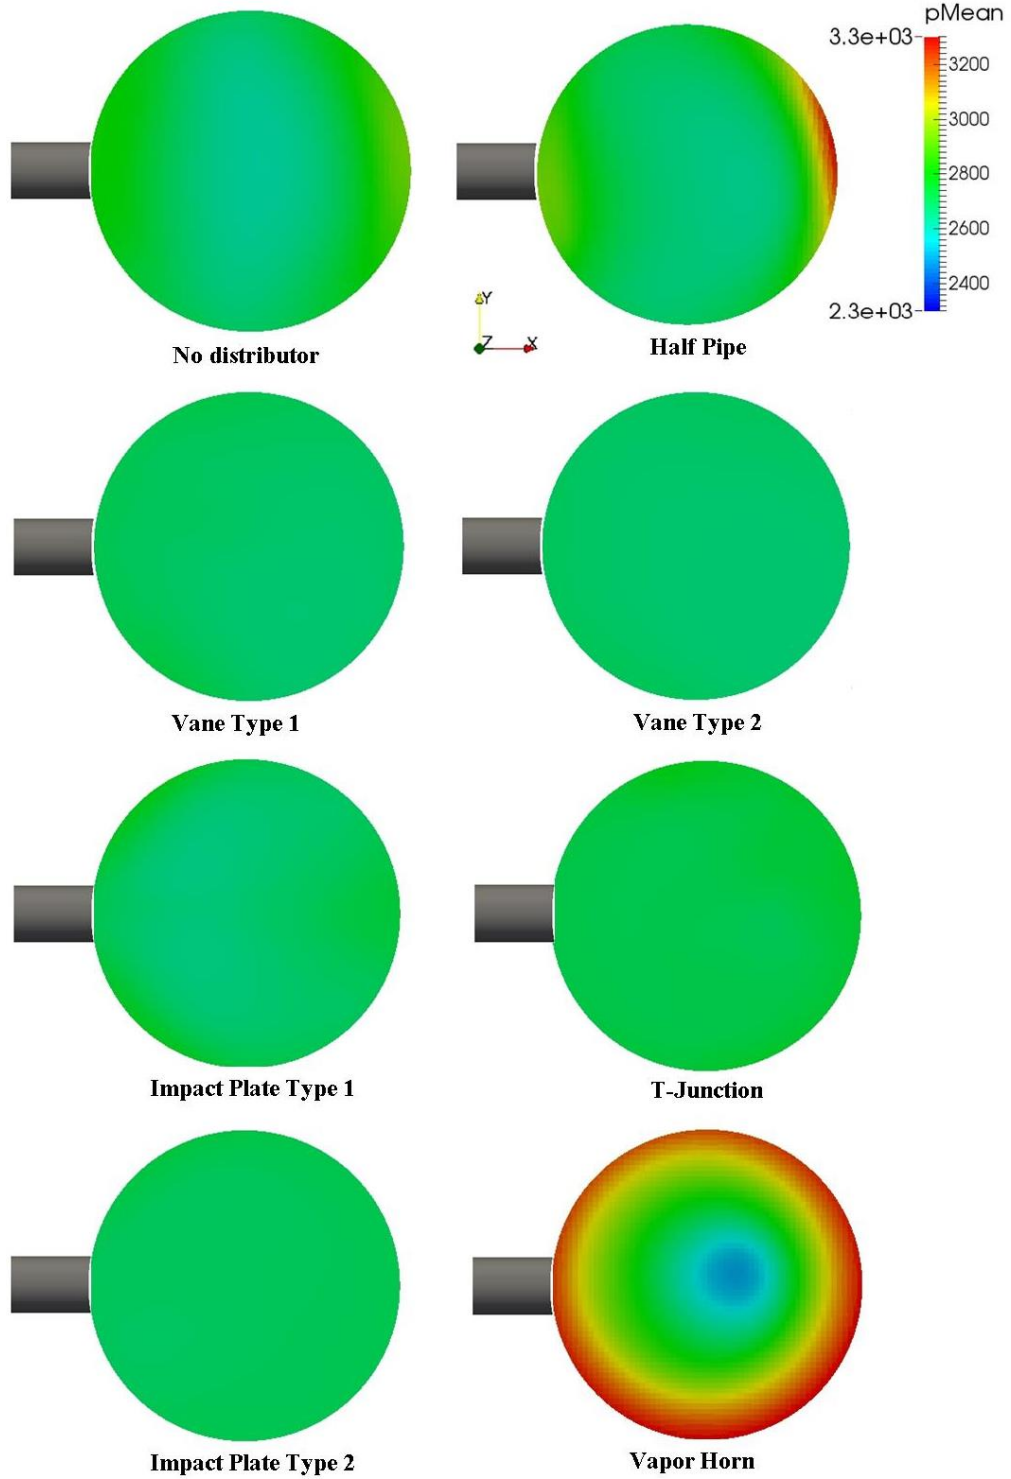 pMean
3.3e+03
3200
3000
2800
2600
2400
2.3e+03
Y
Z X
No distributor
Half Pipe
Vane Type 1
Vane Type 2
Impact Plate Type 1
T-Junction
Impact Plate Type 2
Vapor Horn